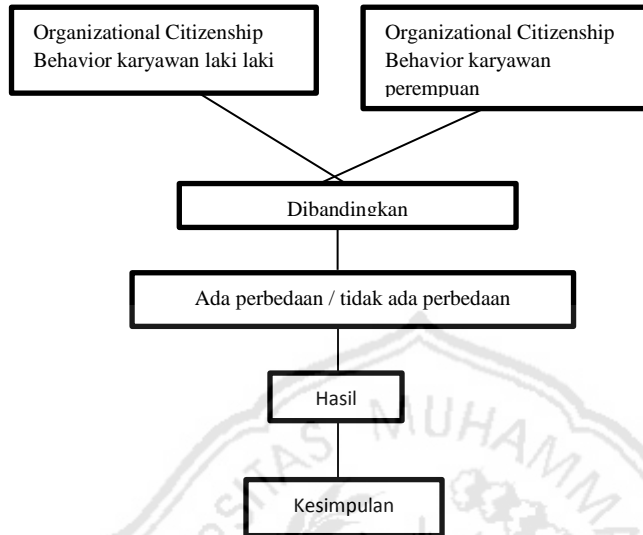 Organizational Citizenship
Behavior karyawan laki laki
Organizational Citizenship
Behavior karyawan
perempuan
Dibandingkan
Ada perbedaan / tidak ada perbedaan
Hasil
MUHAMM
Kesimpulan